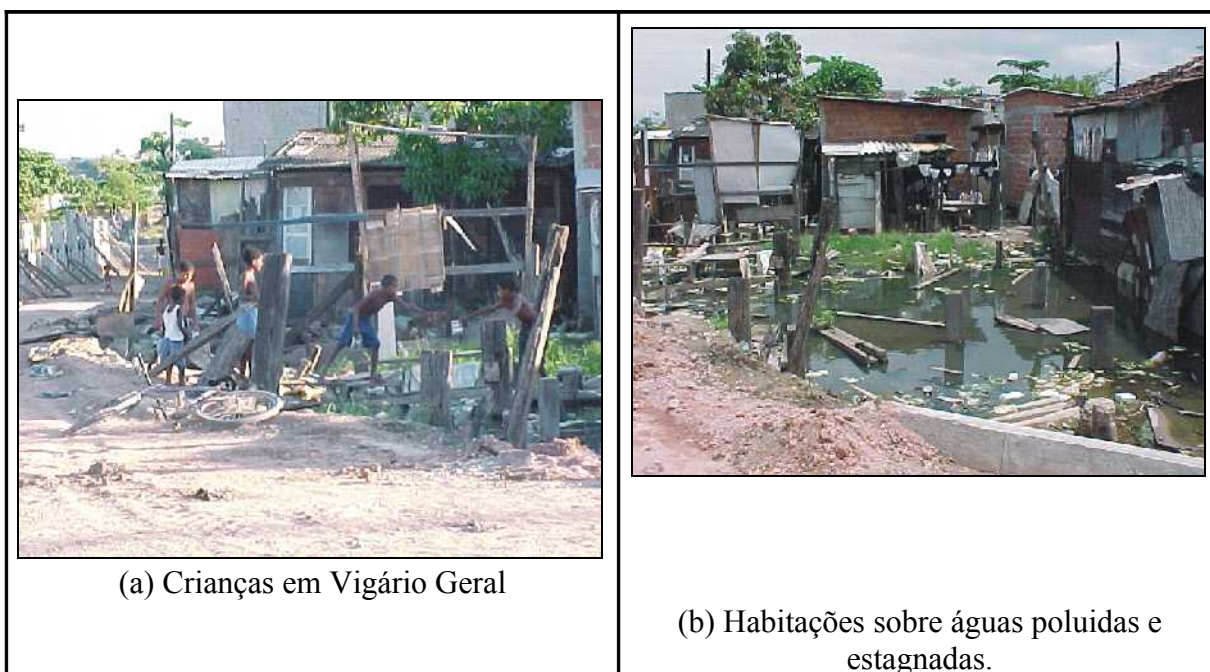 (a) Crianças em Vigário Geral
(b) Habitações sobre águas poluidas e
estagnadas.